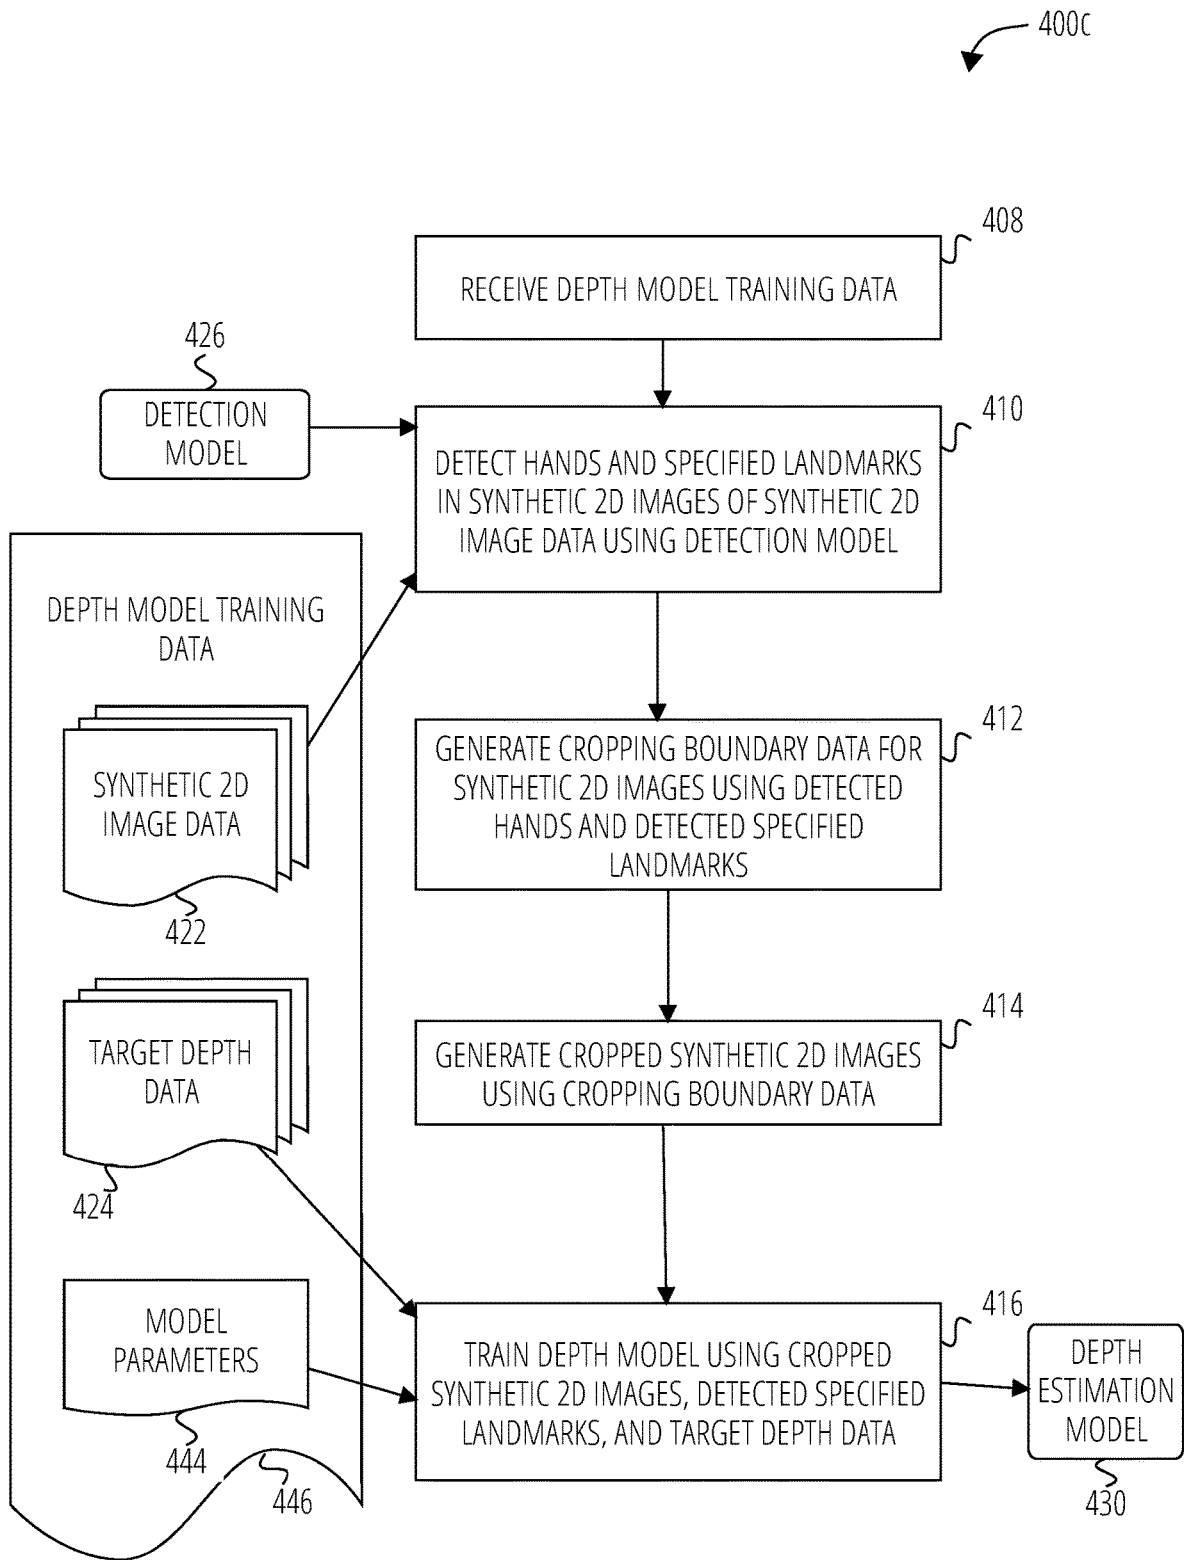 400C
408
RECEIVE DEPTH MODEL TRAINING DATA
426
DETECTION
MODEL
410
DETECT HANDS AND SPECIFIED LANDMARKS
IN SYNTHETIC 2D IMAGES OF SYNTHETIC 2D
IMAGE DATA USING DETECTION MODEL
DEPTH MODEL TRAINING
DATA
SYNTHETIC 2D
IMAGE DATA
422
412
GENERATE CROPPING BOUNDARY DATA FOR
SYNTHETIC 2D IMAGES USING DETECTED
HANDS AND DETECTED SPECIFIED
LANDMARKS
TARGET DEPTH
DATA
424
414
GENERATE CROPPED SYNTHETIC 2D IMAGES
USING CROPPING BOUNDARY DATA
MODEL
PARAMETERS
444
446
416
TRAIN DEPTH MODEL USING CROPPED
SYNTHETIC 2D IMAGES, DETECTED SPECIFIED
LANDMARKS, AND TARGET DEPTH DATA
DEPTH
ESTIMATION
MODEL
430